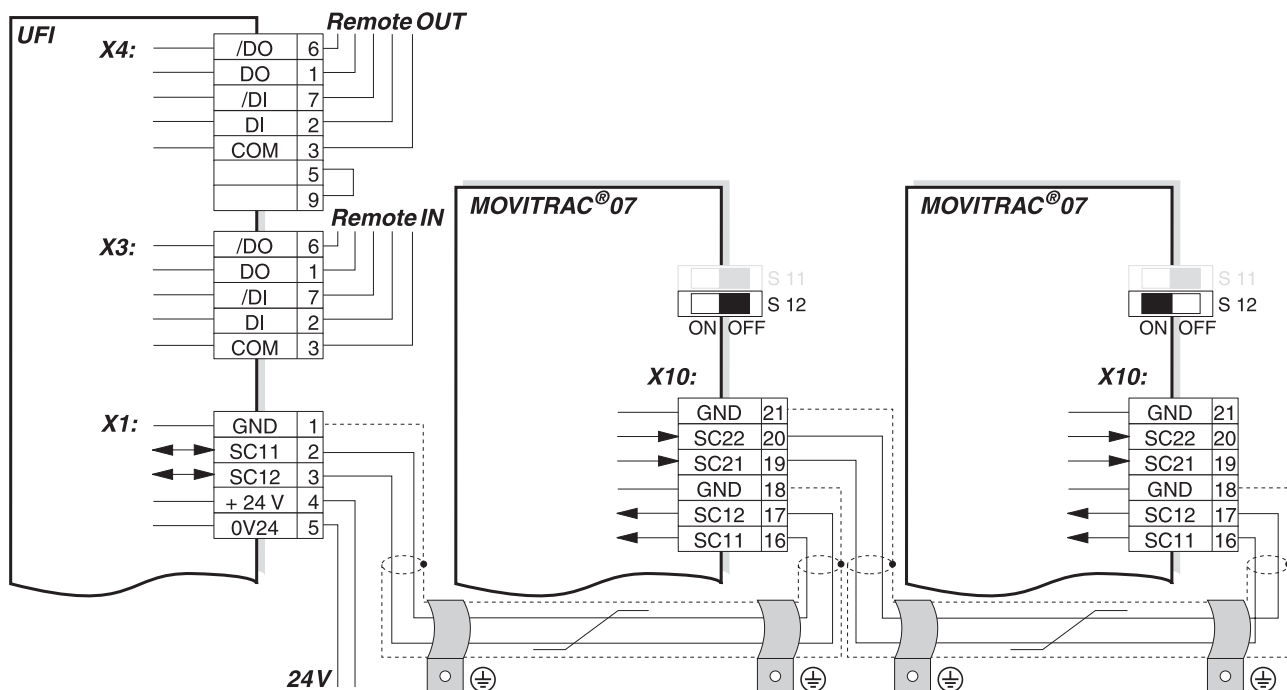 UFI
Remote OUT
X4:
/DO 6
DO 1
/DI 7
DI 2
COM 3
5
9
Remote IN
X3:
/DO 6
DO 1
/DI 7
DI 2
COM 3
X1:
GND 1
SC11 2
SC12 3
+ 24 V 4
0V24 5
24V
MOVITRAC®07
S 11
S 12
ON OFF
X10:
GND 21
SC22 20
SC21 19
GND 18
SC12 17
SC11 16
MOVITRAC®07
S 11
S 12
ON OFF
X10:
GND 21
SC22 20
SC21 19
GND 18
SC12 17
SC11 16